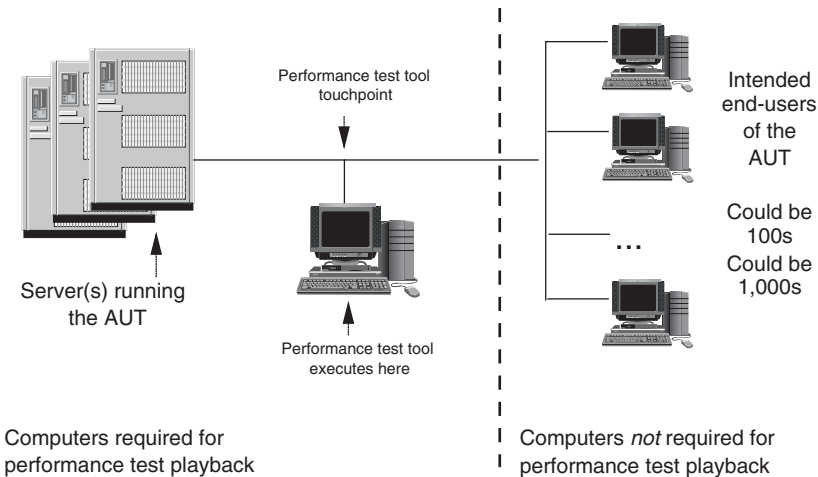 Performance test tool
touchpoint
Intended
end-users
of the
AUT
Could be
100s
Could be
1,000s
...
Server(s) running
the AUT
Performance test tool
executes here
Computers required for
performance test playback
Computers not required for
performance test playback